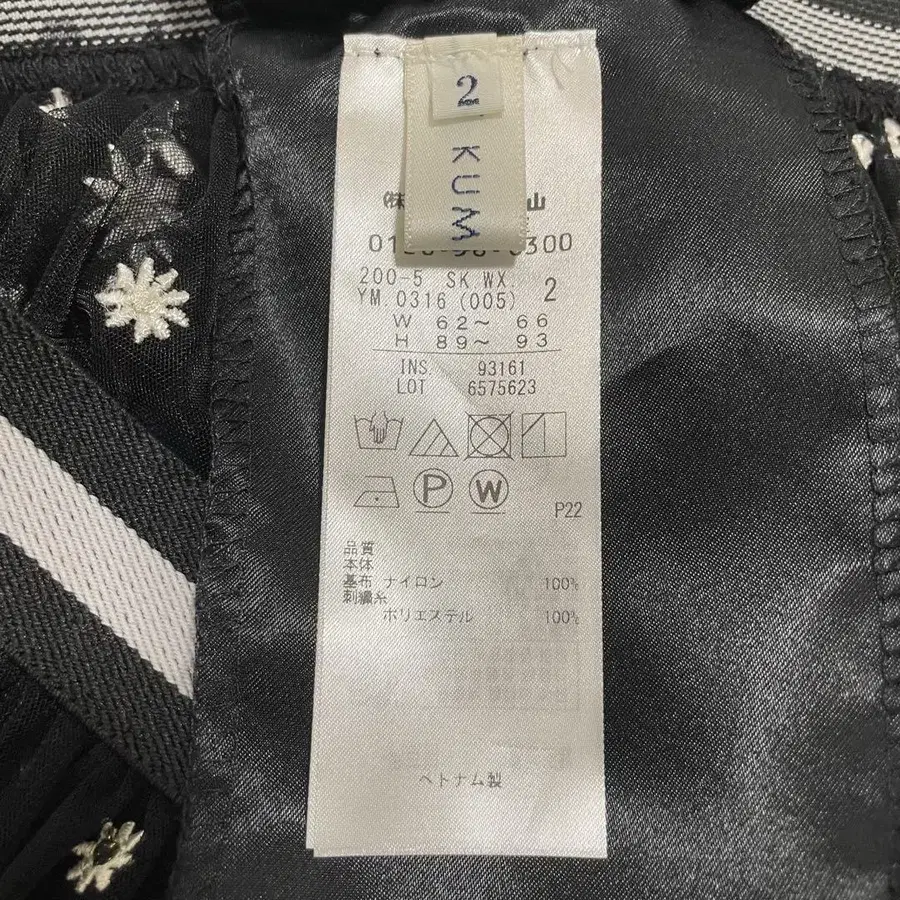 2
KUM
㈱ 山
200-5 SK.WX. 2
YM.0316(005)
W 62～ 66
H 89～ 93
INS. 93161
LOT 6575623
P W
P22
品質
本体
基布 ナイロン 100%
刺繍糸
ポリエステル 100%
ベトナム製